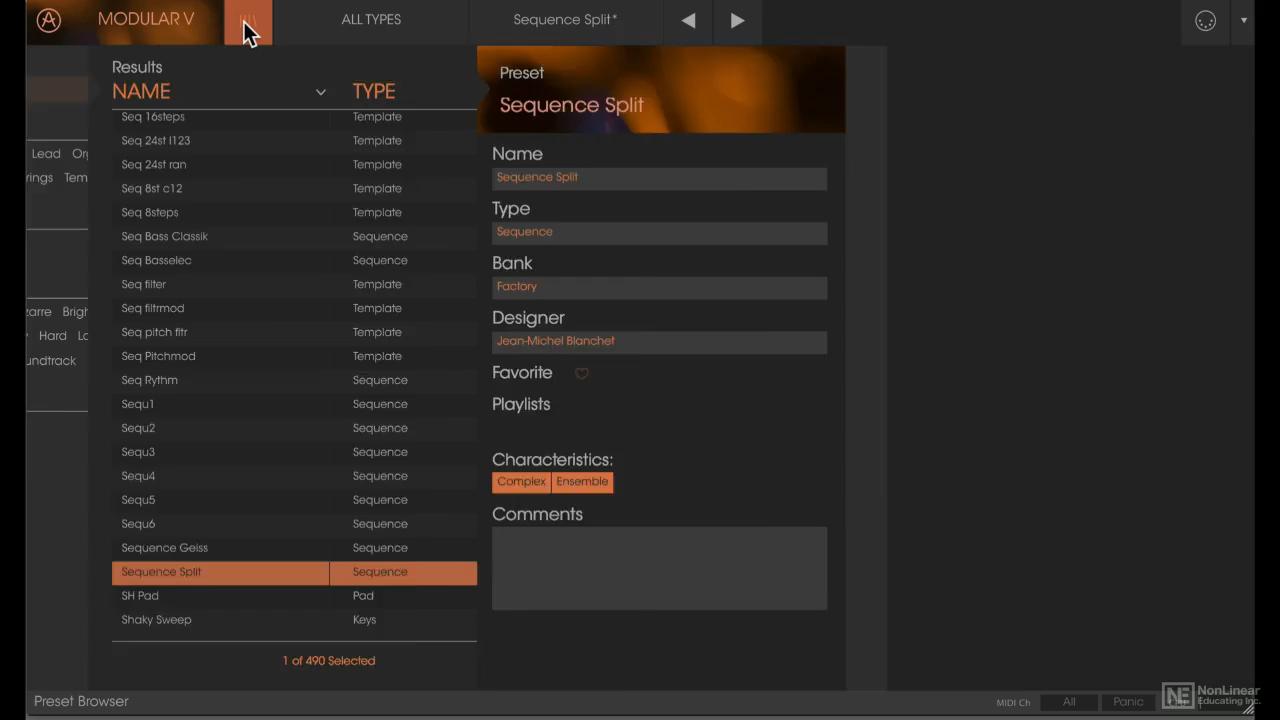 MODULAR V
ALL TYPES
Sequence Split*
Results
NAME
TYPE
Seq 16steps
Template
Seq 24st l123
Template
Seq 24st ran
Template
Seq 8st c12
Template
Seq 8steps
Template
Seq Bass Classik
Sequence
Seq Basselec
Sequence
Seq filter
Template
Seq filtrmod
Template
Seq pitch fltr
Template
Seq Pitchmod
Template
Seq Rythm
Sequence
Sequ1
Sequence
Sequ2
Sequence
Sequ3
Sequence
Sequ4
Sequence
Sequ5
Sequence
Sequ6
Sequence
Sequence Geiss
Sequence
Sequence Split
Sequence
SH Pad
Pad
Shaky Sweep
Keys
1 of 490 Selected
Lead
Preset
Sequence Split
Name
Sequence Split
Type
Sequence
Bank
Factory
Designer
Jean-Michel Blanchet
Favorite
Playlists
Characteristics:
Complex
Ensemble
Comments
Hard
Preset Browser
MIDI Ch
All
Panic
NE
NonLinear
Educating Inc.